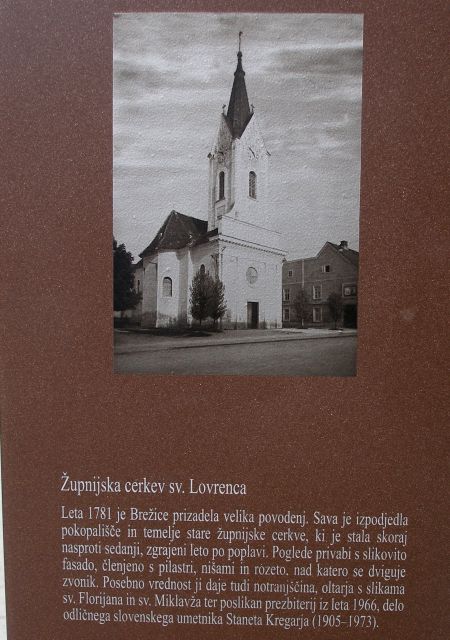 Župnijska cerkev sv. Lovrenca
Leta 1781 je Brežice prizadela velika povodenj. Sava je izpodjedla
pokopališče in temelje stare župnijske cerkve, ki je stala skoraj
nasproti sedanji, zgrajeni leto po poplavi. Poglede privabi s slikovito
fasado, členjeno s pilastri, nišami in rozeto, nad katero se dviguje
zvonik. Posebno vrednost ji daje tudi notranjščina, oltarja s slikama
sv. Florijana in sv. Miklavža ter poslikan prezbiterij iz leta 1966, delo
odličnega slovenskega umetnika Staneta Kregarja (1905–1973).